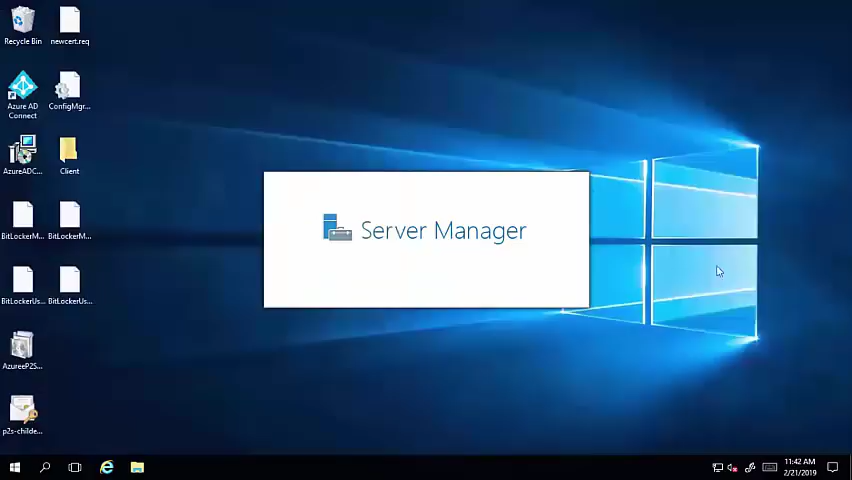 Recycle Bin
newcert.req
Azure AD
Connect
ConfigMgr...
AzureADC...
Client
BitLockerM...
BitLockerM...
BitLockerUs...
BitLockerUs...
AzureeP2S...
p2s-childe...
Server Manager
11:42 AM
2/21/2019